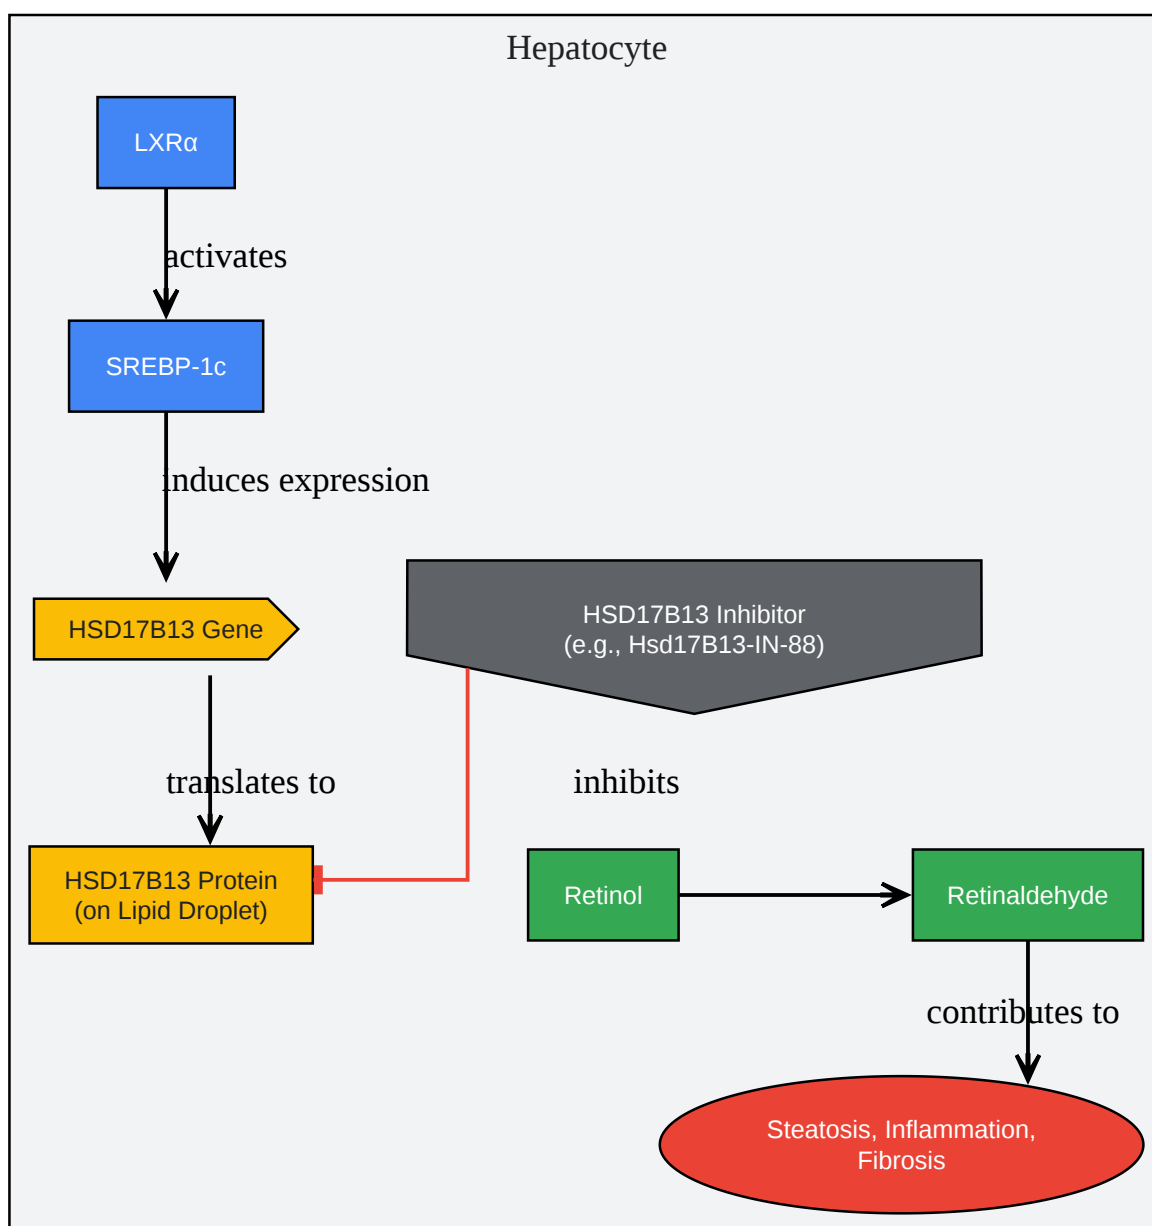 Hepatocyte
LXRα
activates
SREBP-1c
induces expression
HSD17B13 Gene
HSD17B13 Inhibitor
(e.g., Hsd17B13-IN-88)
translates to
inhibits
HSD17B13 Protein
(on Lipid Droplet)
Retinol
Retinaldehyde
contributes to
Steatosis, Inflammation,
Fibrosis